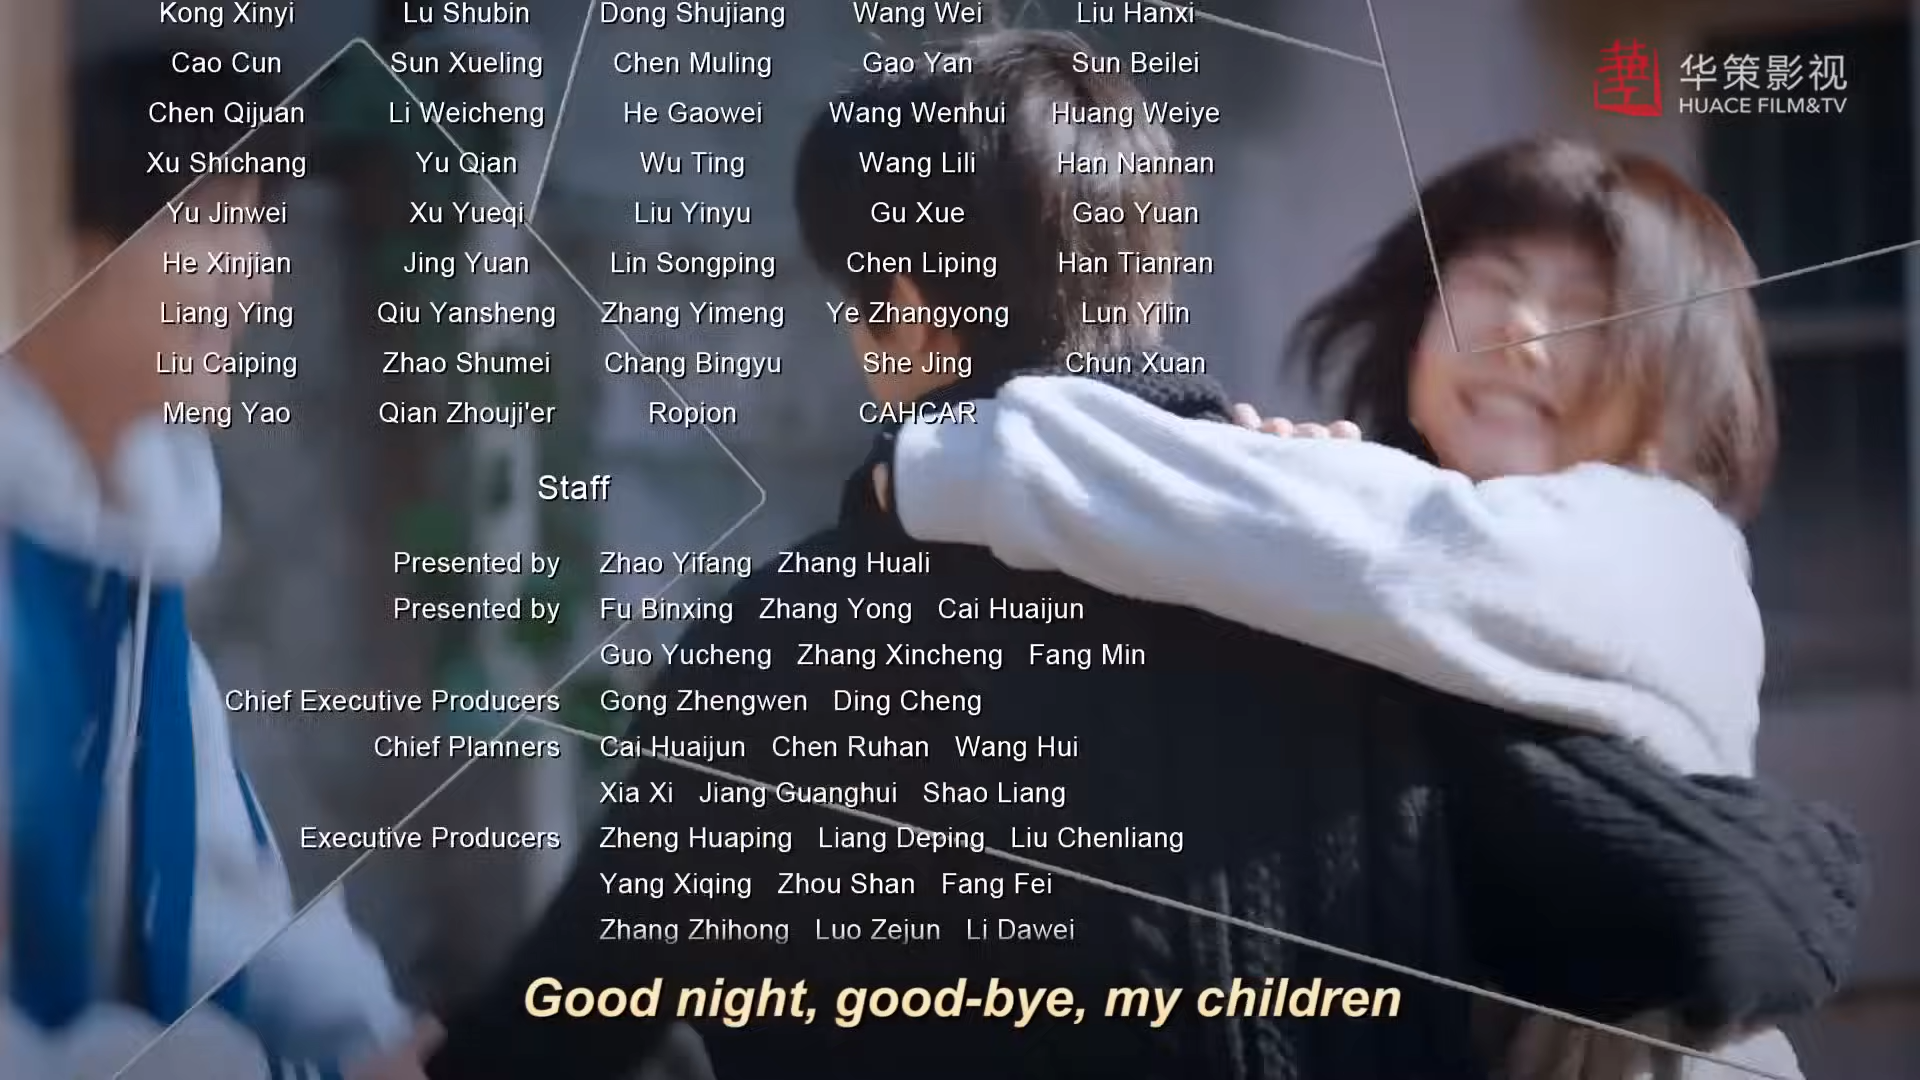 Kong Xinyi Lu Shubin Dong Shujiang Wang Wei Liu Hanxi
Cao Cun Sun Xueling Chen Muling Gao Yan Sun Beilei
Chen Qijuan Li Weicheng He Gaowei Wang Wenhui Huang Weiye
Xu Shichang Yu Qian Wu Ting Wang Lili Han Nannan
Yu Jinwei Xu Yueqi Liu Yinyu Gu Xue Gao Yuan
He Xinjian Jing Yuan Lin Songping Chen Liping Han Tianran
Liang Ying Qiu Yansheng Zhang Yimeng Ye Zhangyong Lun Yilin
Liu Caiping Zhao Shumei Chang Bingyu She Jing Chun Xuan
Meng Yao Qian Zhouji'er Ropion CAHCAR
华策影视
HUACE FILM&TV
Staff
Presented by Zhao Yifang Zhang Huali
Presented by Fu Binxing Zhang Yong Cai Huaijun
Guo Yucheng Zhang Xincheng Fang Min
Chief Executive Producers Gong Zhengwen Ding Cheng
Chief Planners Cai Huaijun Chen Ruhan Wang Hui
Xia Xi Jiang Guanghui Shao Liang
Executive Producers Zheng Huaping Liang Deping Liu Chenliang
Yang Xiqing Zhou Shan Fang Fei
Zhang Zhihong Luo Zejun Li Dawei
Good night, good-bye, my children